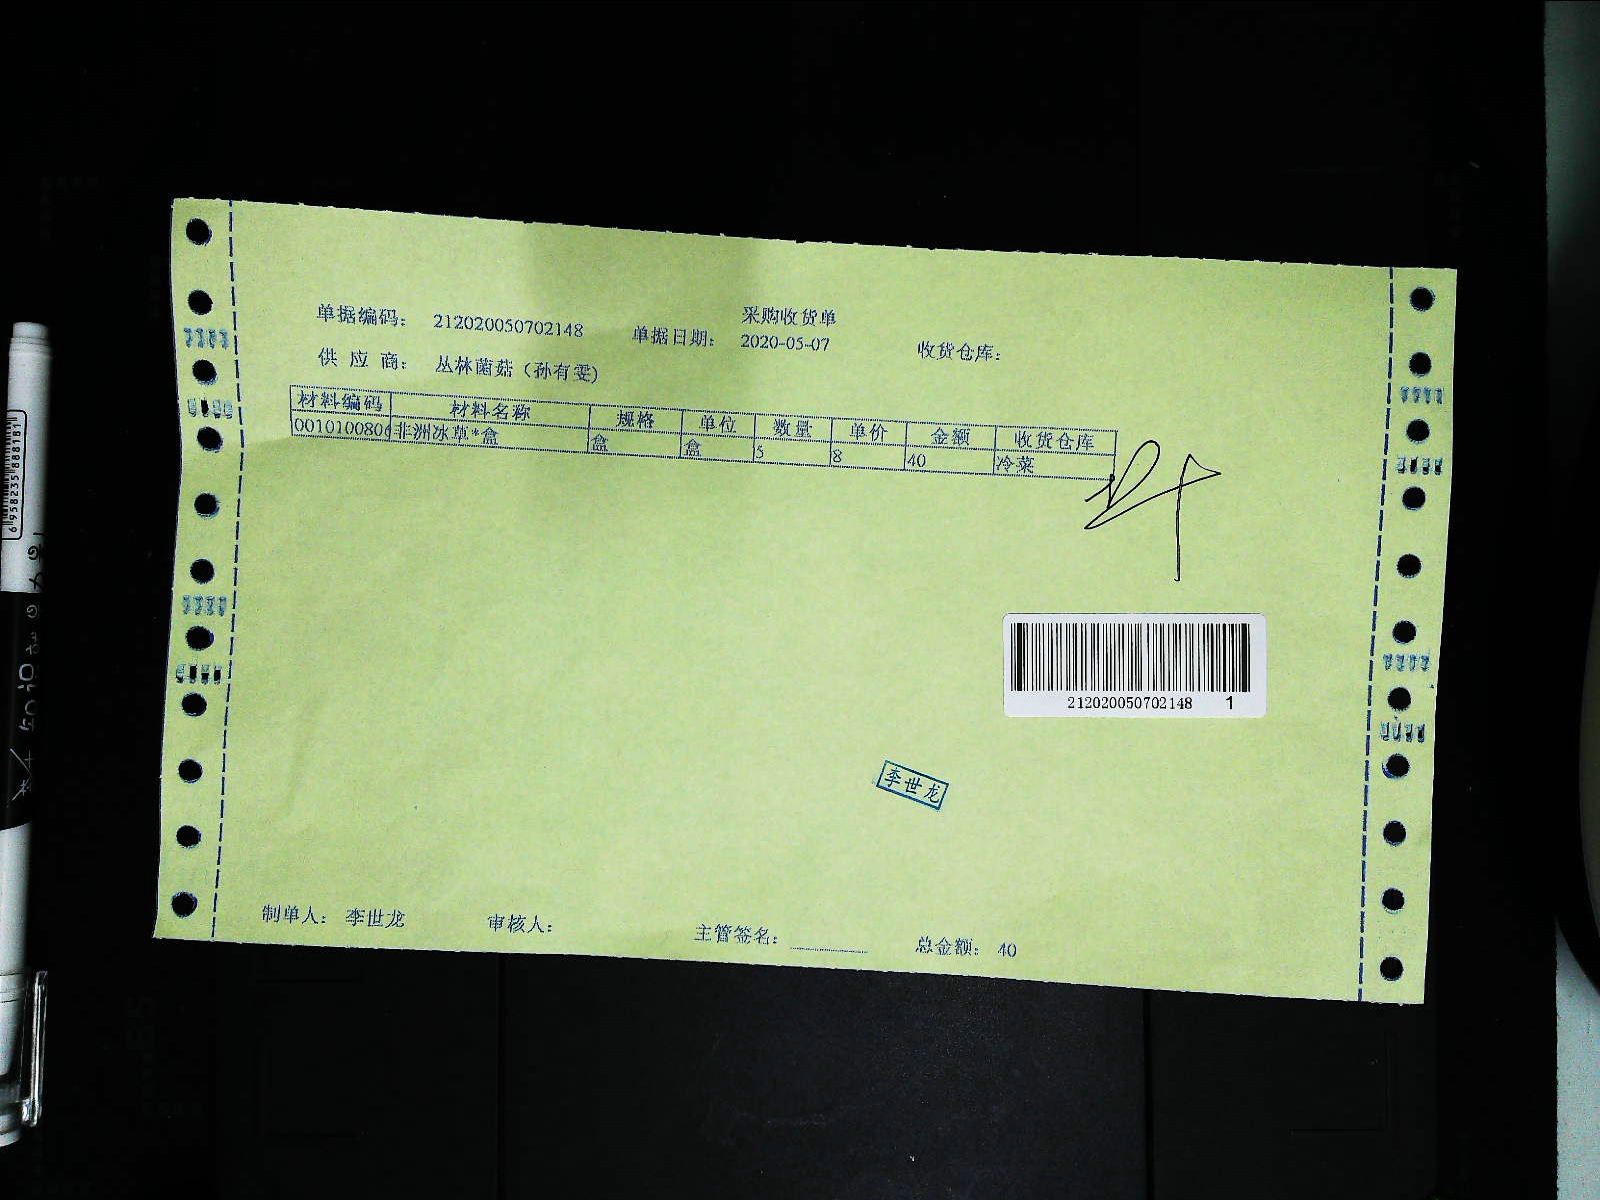 采购收货单
单据编码： 212020050702148 单据日期： 2020-05-07 收货仓库：
供 应 商： 丛林菌菇（孙有雯）
材料编码 材料名称 规格 单位 数量 单价 金额 收货仓库
0010100806 非洲冰草*盒 盒 盒 5 8 40 冷菜
212020050702148 1
李世龙
制单人： 李世龙 审核人： 主管签名： 总金额： 40
6958235888181